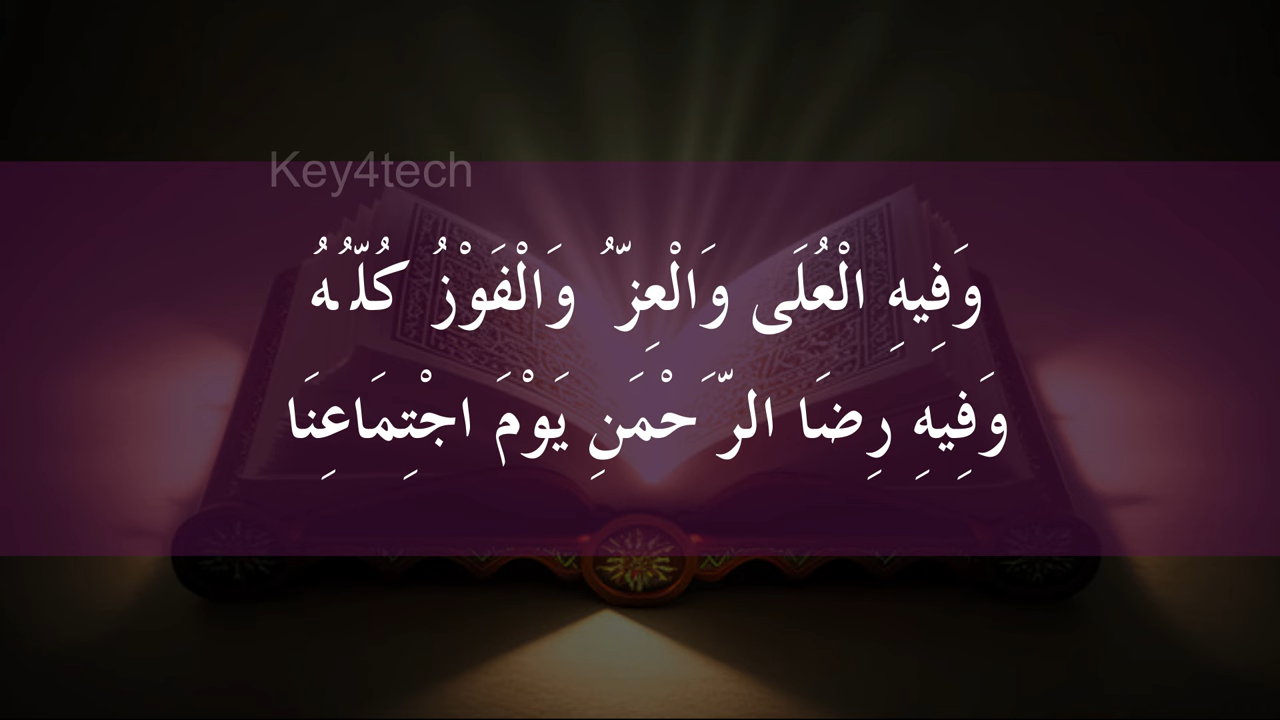 Key4tech
وَفِيهِ الْعُلَى وَالْعِزُّ وَالْفَوْزُ كُلُّهُ
وَفِيهِ رِضَا الرَّحْمَنِ يَوْمَ اجْتِمَاعِنَا